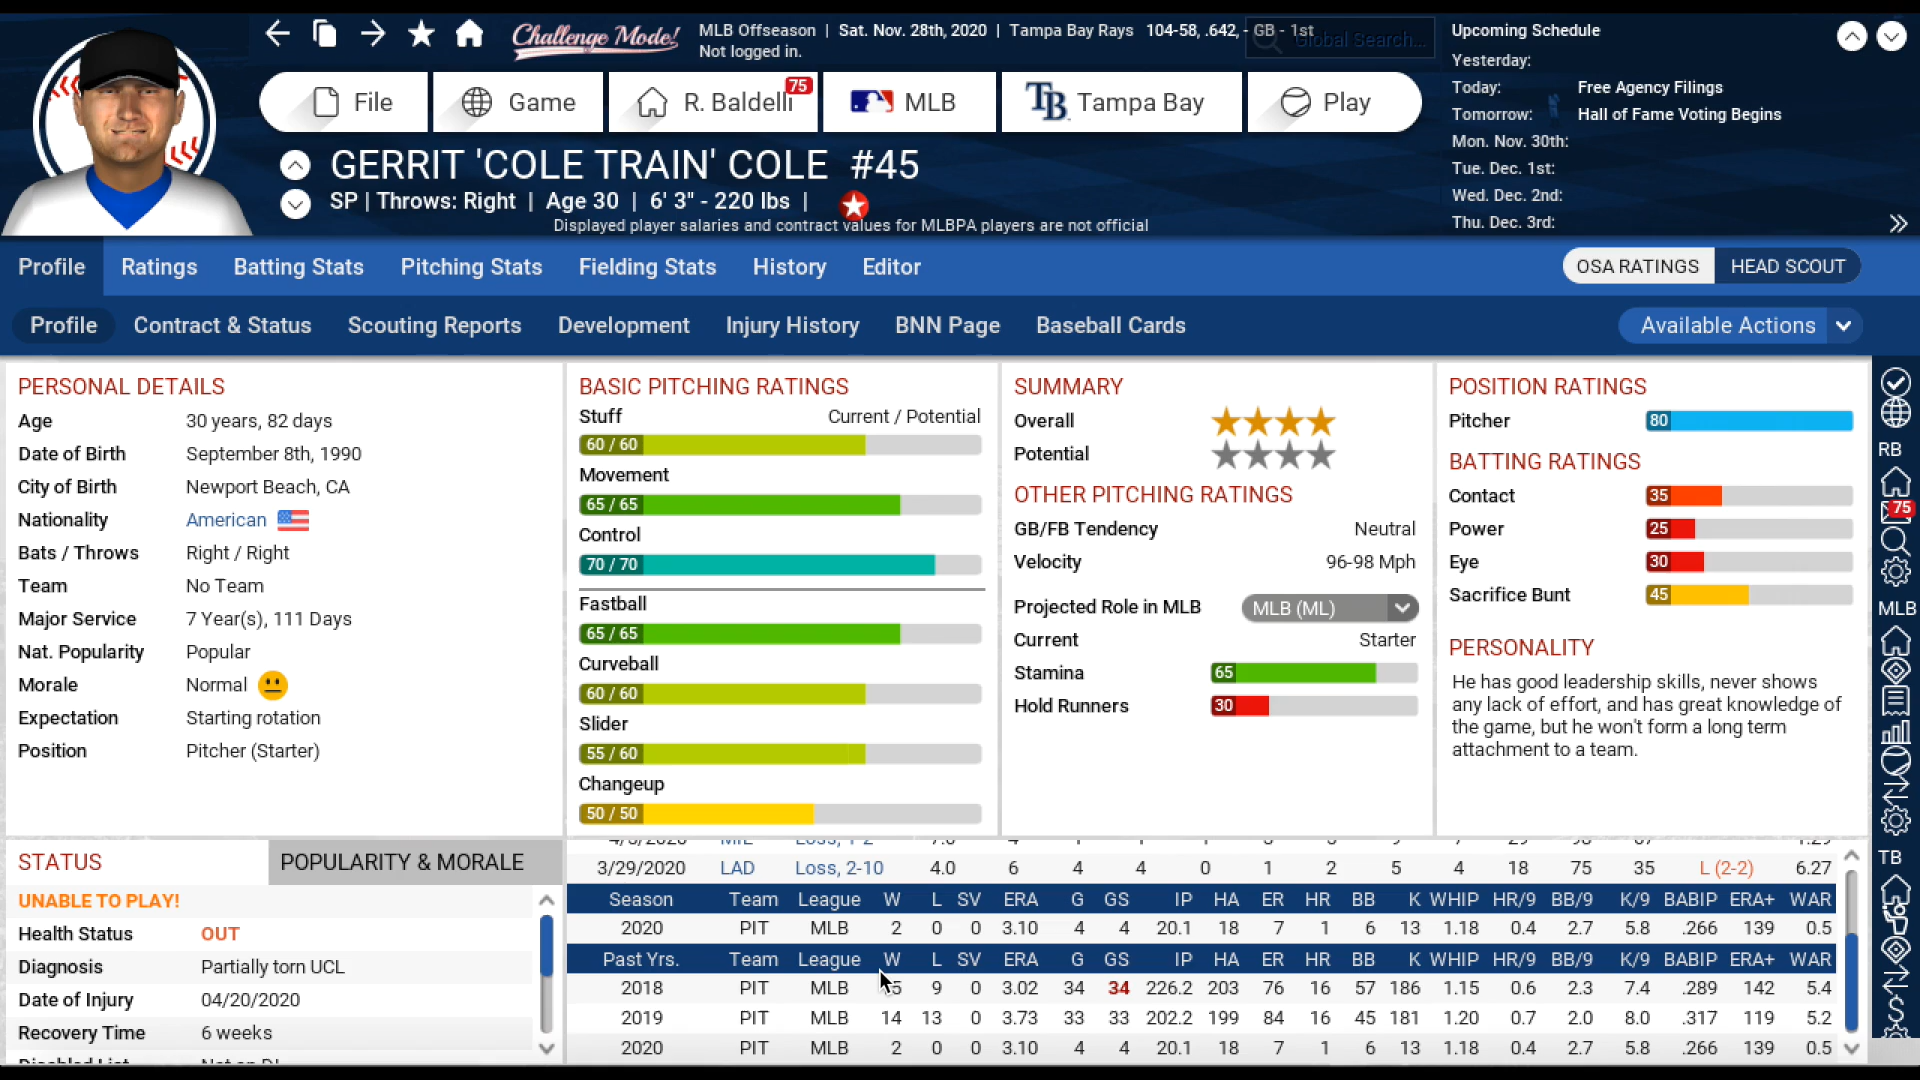 Challenge Mode!
MLB Offseason | Sat. Nov. 28th, 2020 | Tampa Bay Rays 104-58, .642, - GB - 1st
Not logged in.
Global Search...
File
Game
R. Baldelli
75
MLB
TB Tampa Bay
Play
Upcoming Schedule
Yesterday:
Today: Free Agency Filings
Tomorrow: Hall of Fame Voting Begins
Mon. Nov. 30th:
Tue. Dec. 1st:
Wed. Dec. 2nd:
Thu. Dec. 3rd:
GERRIT 'COLE TRAIN' COLE #45
SP | Throws: Right | Age 30 | 6' 3" - 220 lbs |
Displayed player salaries and contract values for MLBPA players are not official
Profile Ratings Batting Stats Pitching Stats Fielding Stats History Editor
OSA RATINGS HEAD SCOUT
Profile Contract & Status Scouting Reports Development Injury History BNN Page Baseball Cards
Available Actions
PERSONAL DETAILS
Age 30 years, 82 days
Date of Birth September 8th, 1990
City of Birth Newport Beach, CA
Nationality American
Bats / Throws Right / Right
Team No Team
Major Service 7 Year(s), 111 Days
Nat. Popularity Popular
Morale Normal
Expectation Starting rotation
Position Pitcher (Starter)
BASIC PITCHING RATINGS
Stuff Current / Potential
60 / 60
Movement
65 / 65
Control
70 / 70
Fastball
65 / 65
Curveball
60 / 60
Slider
55 / 60
Changeup
50 / 50
SUMMARY
Overall
Potential
OTHER PITCHING RATINGS
GB/FB Tendency Neutral
Velocity 96-98 Mph
Projected Role in MLB MLB (ML)
Current Starter
Stamina 65
Hold Runners 30
POSITION RATINGS
Pitcher 80
BATTING RATINGS
Contact 35
Power 25
Eye 30
Sacrifice Bunt 45
PERSONALITY
He has good leadership skills, never shows
any lack of effort, and has great knowledge of
the game, but he won't form a long term
attachment to a team.
RB
75
MLB
TB
STATUS POPULARITY & MORALE
UNABLE TO PLAY!
Health Status OUT
Diagnosis Partially torn UCL
Date of Injury 04/20/2020
Recovery Time 6 weeks
3/29/2020 LAD Loss, 2-10 4.0 6 4 4 0 1 2 5 4 18 75 35 L (2-2) 6.27
Season Team League W L SV ERA G GS IP HA ER HR BB K WHIP HR/9 BB/9 K/9 BABIP ERA+ WAR
2020 PIT MLB 2 0 0 3.10 4 4 20.1 18 7 1 6 13 1.18 0.4 2.7 5.8 .266 139 0.5
Past Yrs. Team League W L SV ERA G GS IP HA ER HR BB K WHIP HR/9 BB/9 K/9 BABIP ERA+ WAR
2018 PIT MLB 9 0 3.02 34 34 226.2 203 76 16 57 186 1.15 0.6 2.3 7.4 .289 142 5.4
2019 PIT MLB 14 13 0 3.73 33 33 202.2 199 84 16 45 181 1.20 0.7 2.0 8.0 .317 119 5.2
2020 PIT MLB 2 0 0 3.10 4 4 20.1 18 7 1 6 13 1.18 0.4 2.7 5.8 .266 139 0.5